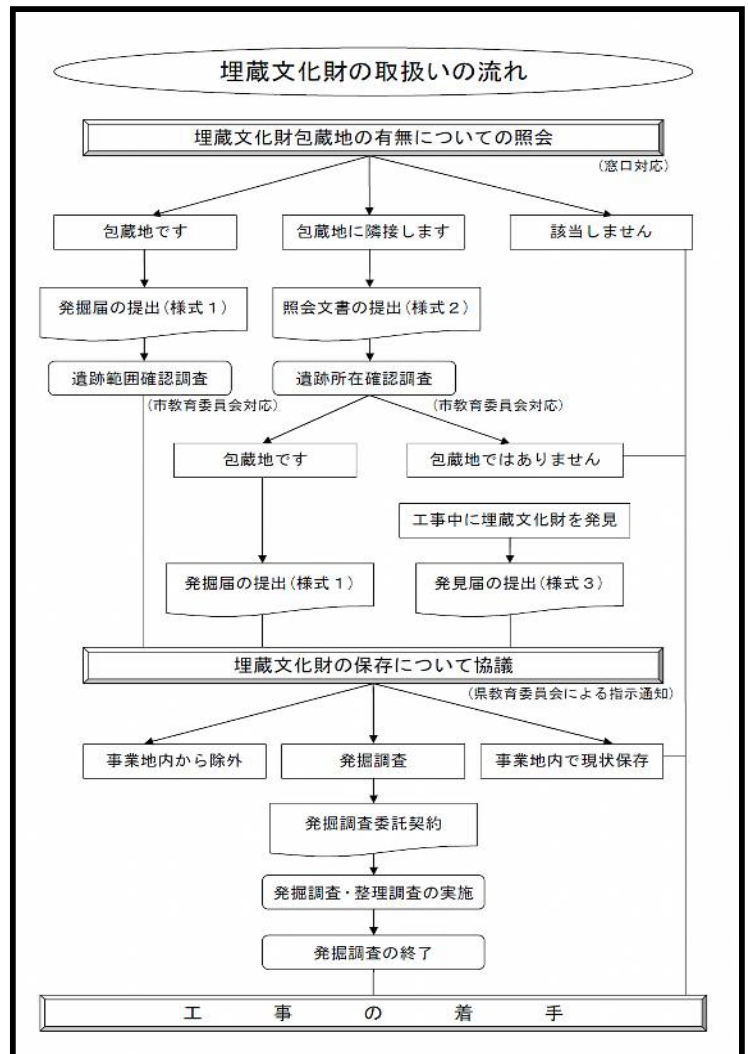 埋蔵文化財の取扱いの流れ
埋蔵文化財包蔵地の有無についての照会
(窓口対応)
包蔵地です
包蔵地に隣接します
該当しません
発掘届の提出(様式1)
照会文書の提出(様式2)
遺跡範囲確認調査
遺跡所在確認調査
(市教育委員会対応)
(市教育委員会対応)
包蔵地です
包蔵地ではありません
工事中に埋蔵文化財を発見
発掘届の提出(様式1)
発見届の提出(様式3)
埋蔵文化財の保存について協議
(県教育委員会による指示通知)
事業地内から除外
発掘調査
事業地内で現状保存
発掘調査委託契約
発掘調査・整理調査の実施
発掘調査の終了
工事の着手